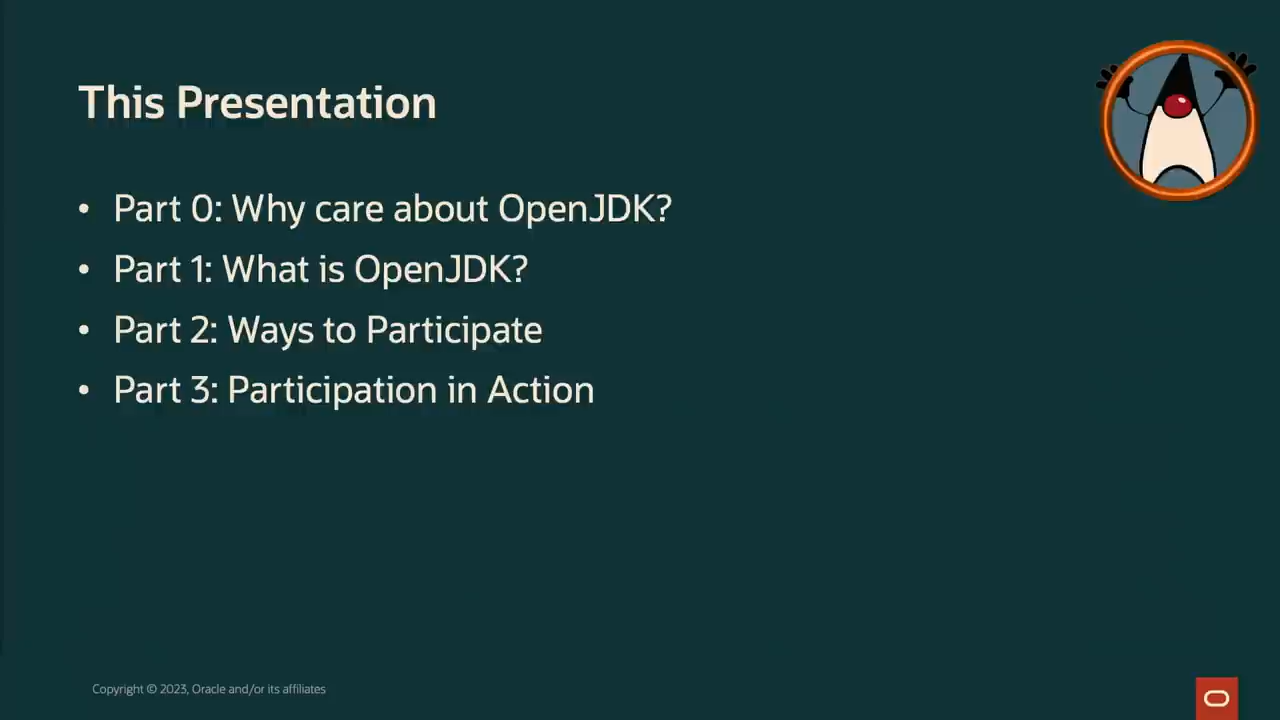 This Presentation
• Part 0: Why care about OpenJDK?
• Part 1: What is OpenJDK?
• Part 2: Ways to Participate
• Part 3: Participation in Action
Copyright © 2023, Oracle and/or its affiliates